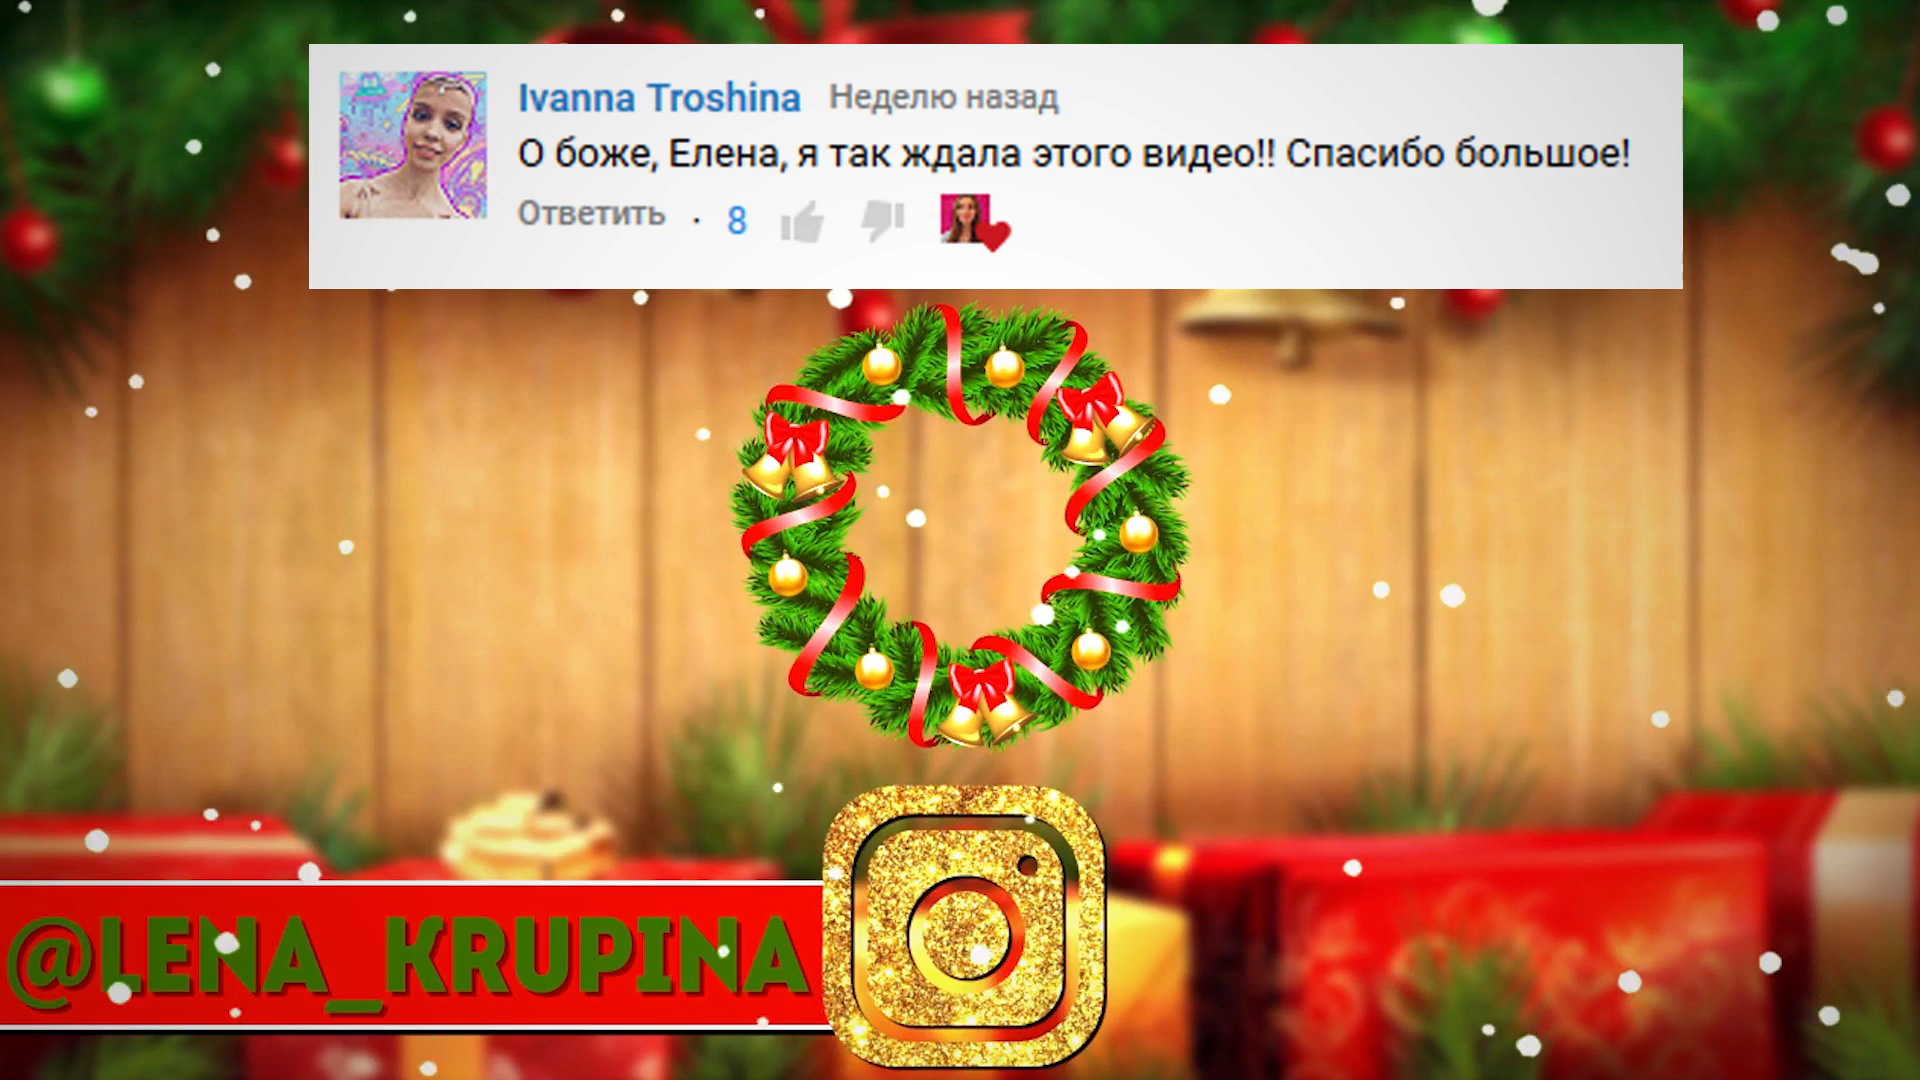 Ivanna Troshina Неделю назад
О боже, Елена, я так ждала этого видео!! Спасибо большое!
Ответить · 8
@LENA_KRUPINA